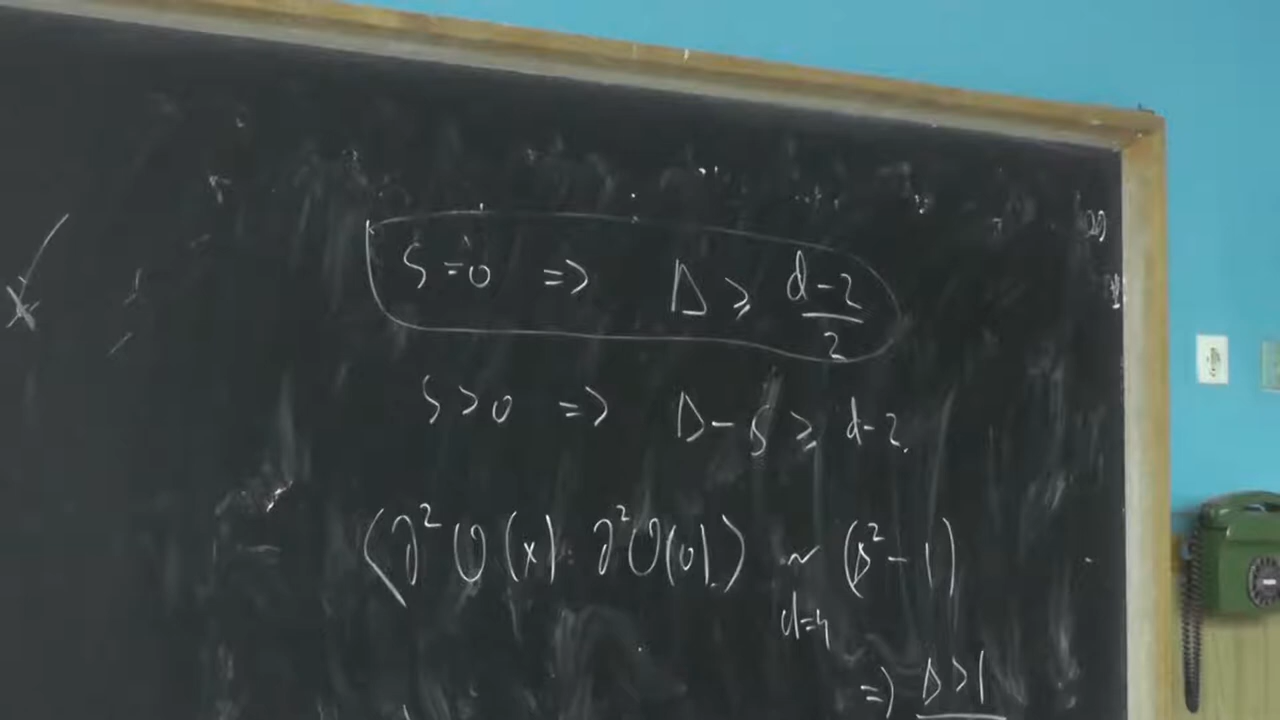 S=0 => Δ ≥ (d-2)/2
S>0 => Δ-S ≥ d-2.
⟨∂²O(x) ∂²O(0)⟩ ~ (Δ²-1)
d=4
=> Δ>1